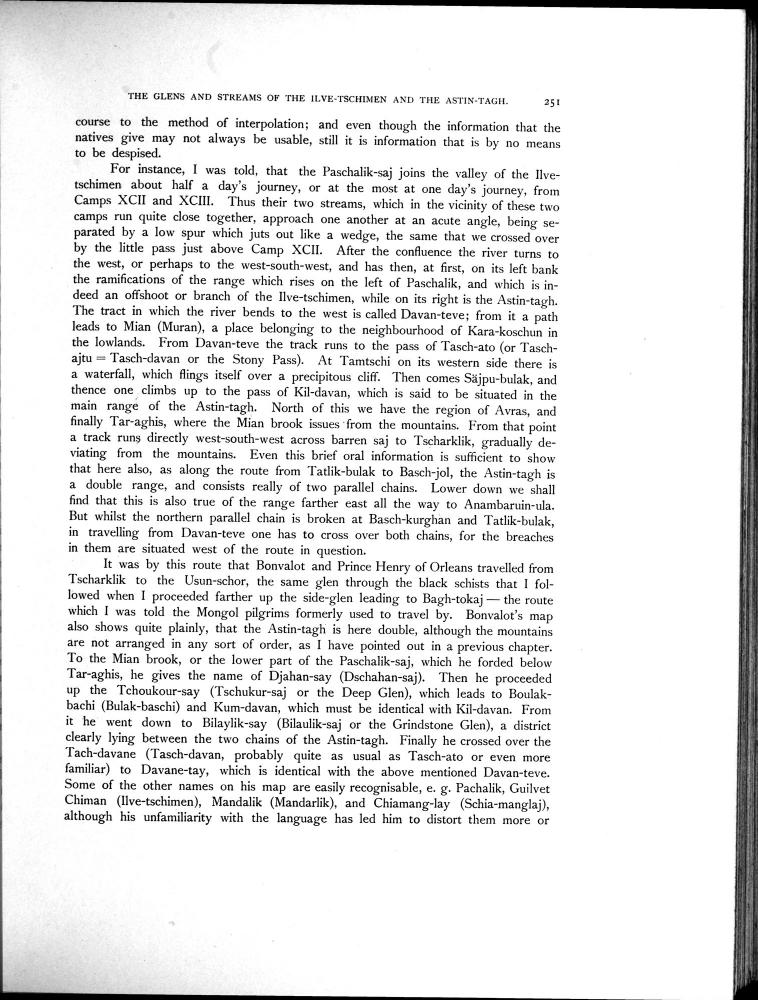 THE GLENS AND STREAMS OF THE ILVE-TSCHIMEN AND THE ASTIN-TAGH. 251
course to the method of interpolation; and even though the information that the
natives give may not always be usable, still it is information that is by no means
to be despised.
For instance, I was told, that the Paschalik-saj joins the valley of the Ilve-
tschimen about half a day's journey, or at the most at one day's journey, from
Camps XCII and XCIII. Thus their two streams, which in the vicinity of these two
camps run quite close together, approach one another at an acute angle, being se-
parated by a low spur which juts out like a wedge, the same that we crossed over
by the little pass just above Camp XCII. After the confluence the river turns to
the west, or perhaps to the west-south-west, and has then, at first, on its left bank
the ramifications of the range which rises on the left of Paschalik, and which is in-
deed an offshoot or branch of the Ilve-tschimen, while on its right is the Astin-tagh.
The tract in which the river bends to the west is called Davan-teve; from it a path
leads to Mian (Muran), a place belonging to the neighbourhood of Kara-koschun in
the lowlands. From Davan-teve the track runs to the pass of Tasch-ato (or Tasch-
ajtu = Tasch-davan or the Stony Pass). At Tamtschi on its western side there is
a waterfall, which flings itself over a precipitous cliff. Then comes Säjpu-bulak, and
thence one climbs up to the pass of Kil-davan, which is said to be situated in the
main range of the Astin-tagh. North of this we have the region of Avras, and
finally Tar-aghis, where the Mian brook issues from the mountains. From that point
a track runs directly west-south-west across barren saj to Tscharklik, gradually de-
viating from the mountains. Even this brief oral information is sufficient to show
that here also, as along the route from Tatlik-bulak to Basch-jol, the Astin-tagh is
a double range, and consists really of two parallel chains. Lower down we shall
find that this is also true of the range farther east all the way to Anambaruin-ula.
But whilst the northern parallel chain is broken at Basch-kurghan and Tatlik-bulak,
in travelling from Davan-teve one has to cross over both chains, for the breaches
in them are situated west of the route in question.
It was by this route that Bonvalot and Prince Henry of Orleans travelled from
Tscharklik to the Usun-schor, the same glen through the black schists that I fol-
lowed when I proceeded farther up the side-glen leading to Bagh-tokaj — the route
which I was told the Mongol pilgrims formerly used to travel by. Bonvalot's map
also shows quite plainly, that the Astin-tagh is here double, although the mountains
are not arranged in any sort of order, as I have pointed out in a previous chapter.
To the Mian brook, or the lower part of the Paschalik-saj, which he forded below
Tar-aghis, he gives the name of Djahan-say (Dschahan-saj). Then he proceeded
up the Tchoukour-say (Tschukur-saj or the Deep Glen), which leads to Boulak-
bachi (Bulak-baschi) and Kum-davan, which must be identical with Kil-davan. From
it he went down to Bilaylik-say (Bilaulik-saj or the Grindstone Glen), a district
clearly lying between the two chains of the Astin-tagh. Finally he crossed over the
Tach-davane (Tasch-davan, probably quite as usual as Tasch-ato or even more
familiar) to Davane-tay, which is identical with the above mentioned Davan-teve.
Some of the other names on his map are easily recognisable, e. g. Pachalik, Guilvet
Chiman (Ilve-tschimen), Mandalik (Mandarlik), and Chiamang-lay (Schia-manglaj),
although his unfamiliarity with the language has led him to distort them more or